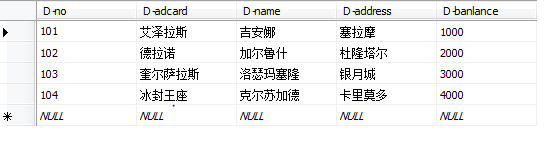 D-no D-adcard D-name D-address D-banlance
101 艾泽拉斯 吉安娜 塞拉摩 1000
102 德拉诺 加尔鲁什 杜隆塔尔 2000
103 奎尔萨拉斯 洛瑟玛塞隆 银月城 3000
104 冰封王座 克尔苏加德 卡里莫多 4000
NULL NULL NULL NULL NULL